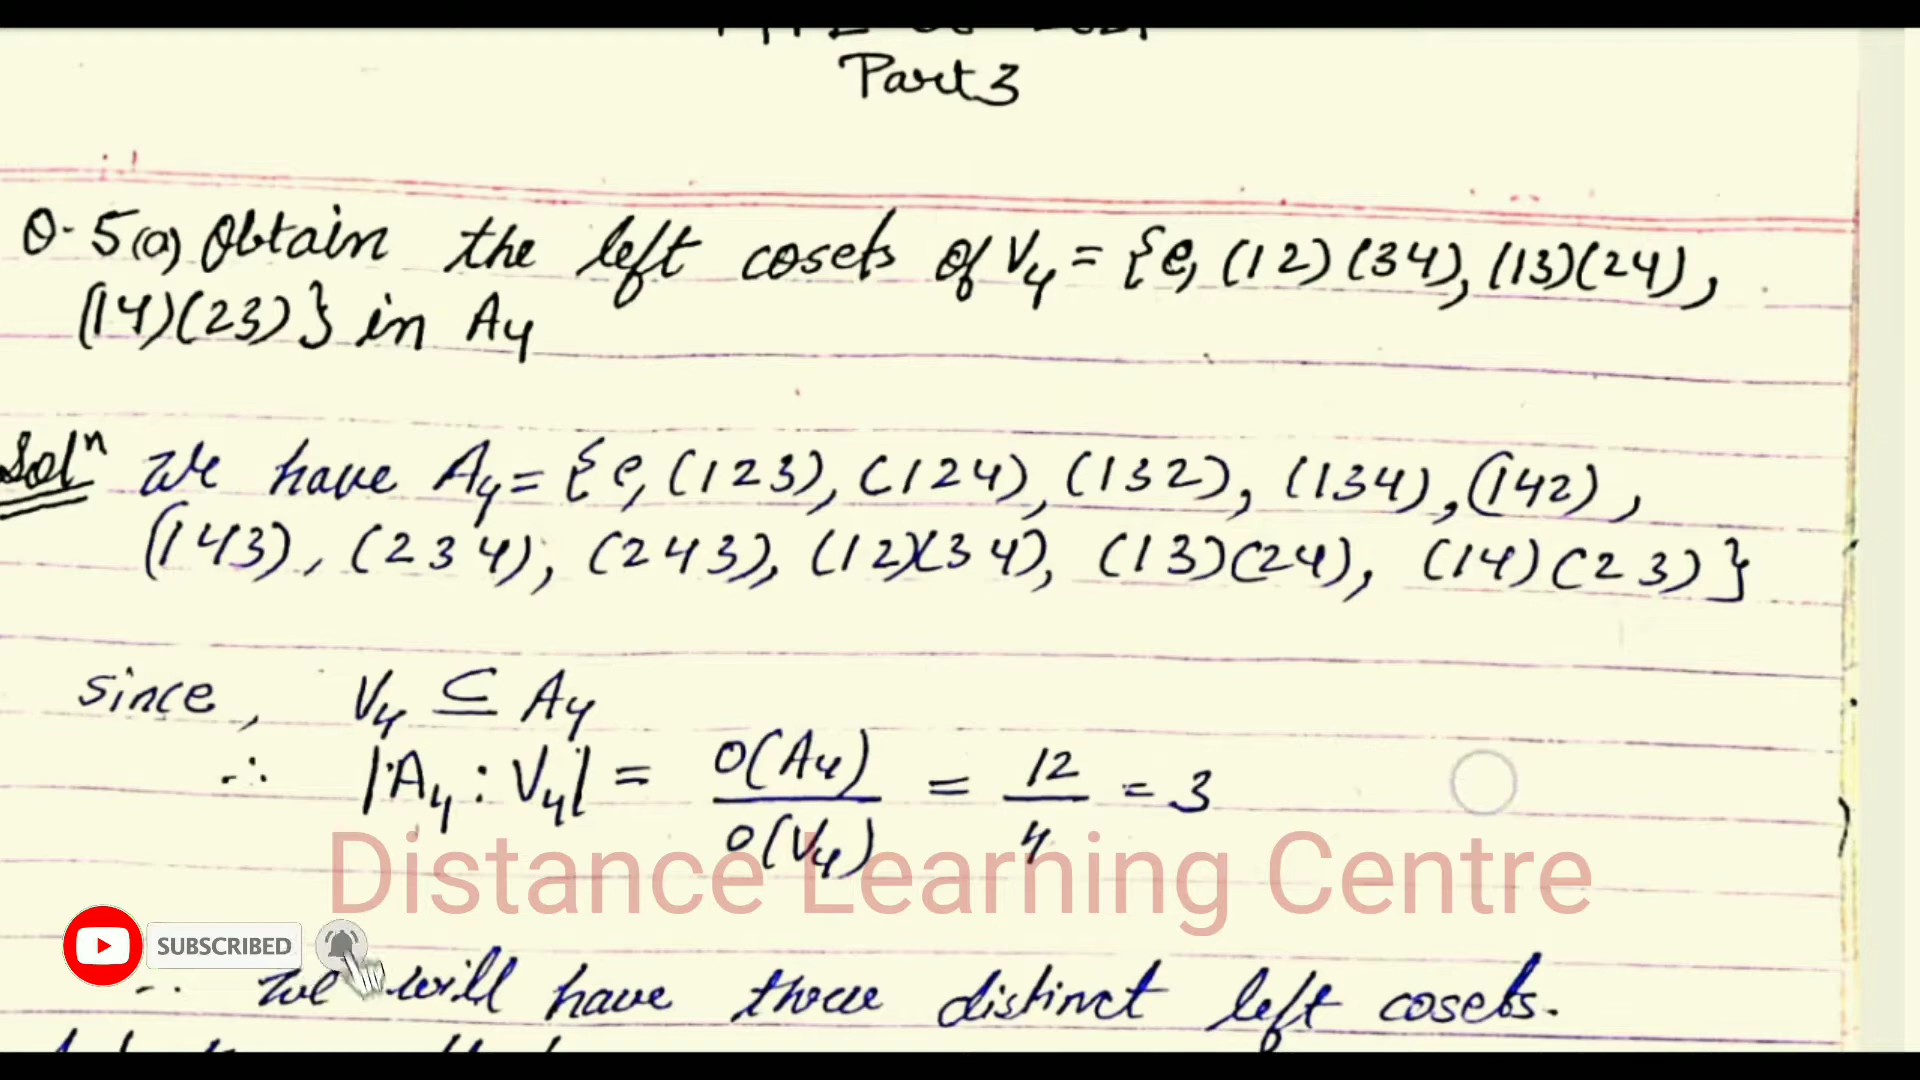 Part 3
Q.5(a) Obtain the left cosets of V₄ = {e, (12)(34), (13)(24),
(14)(23)} in A₄
Solⁿ We have A₄ = {e, (123), (124), (132), (134), (142),
(143), (234), (243), (12)(34), (13)(24), (14)(23)}
since, V₄ ⊆ A₄
∴ |A₄ : V₄| = O(A₄)/O(V₄) = 12/4 = 3
Distance Learning Centre
SUBSCRIBED
∴ we will have three distinct left cosets.